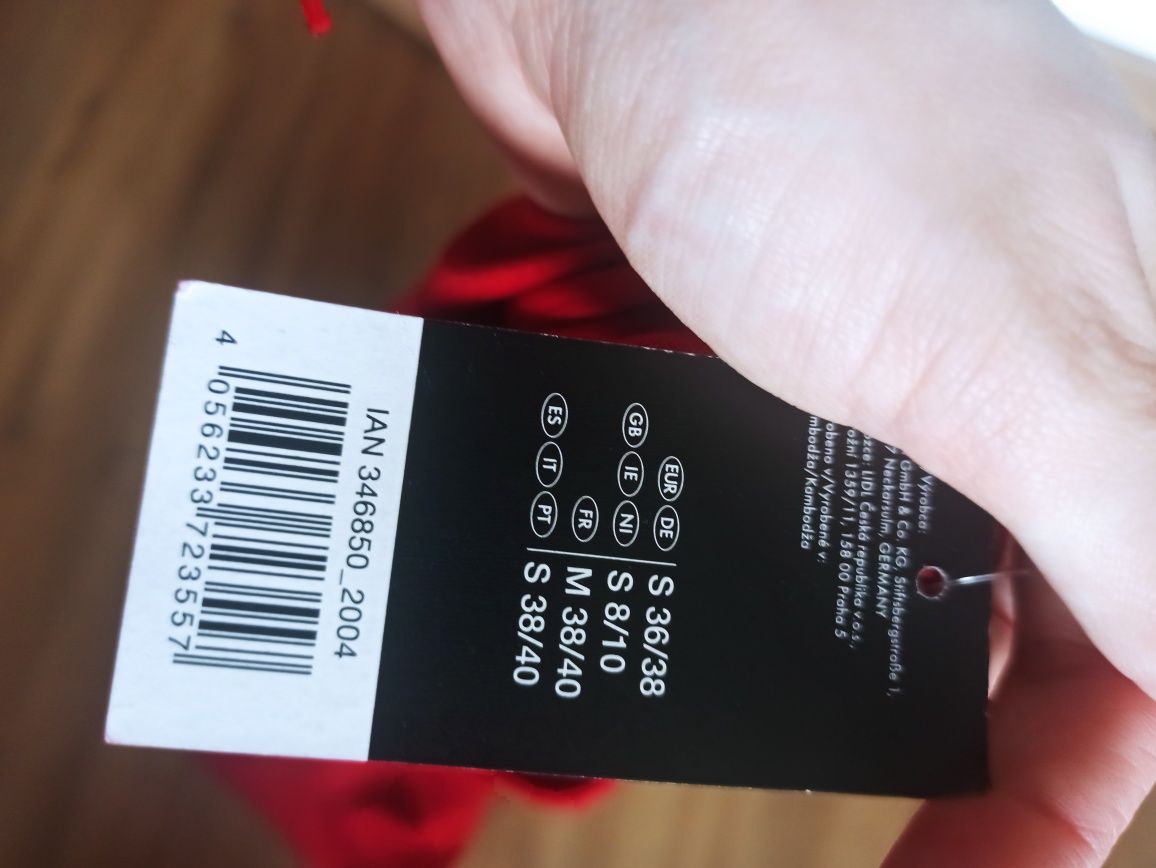 Výrobca:
GmbH & Co. KG, Stiftsbergstraße 1,
Neckarsulm, GERMANY
LIDL Česká republika v.o.s.,
1359/11, 158 00 Praha 5
v/Vyrobené v:
EUR DE S 36/38
GB IE NI S 8/10
FR M 38/40
ES IT PT S 38/40
IAN 346850_2004
4 056233 723557